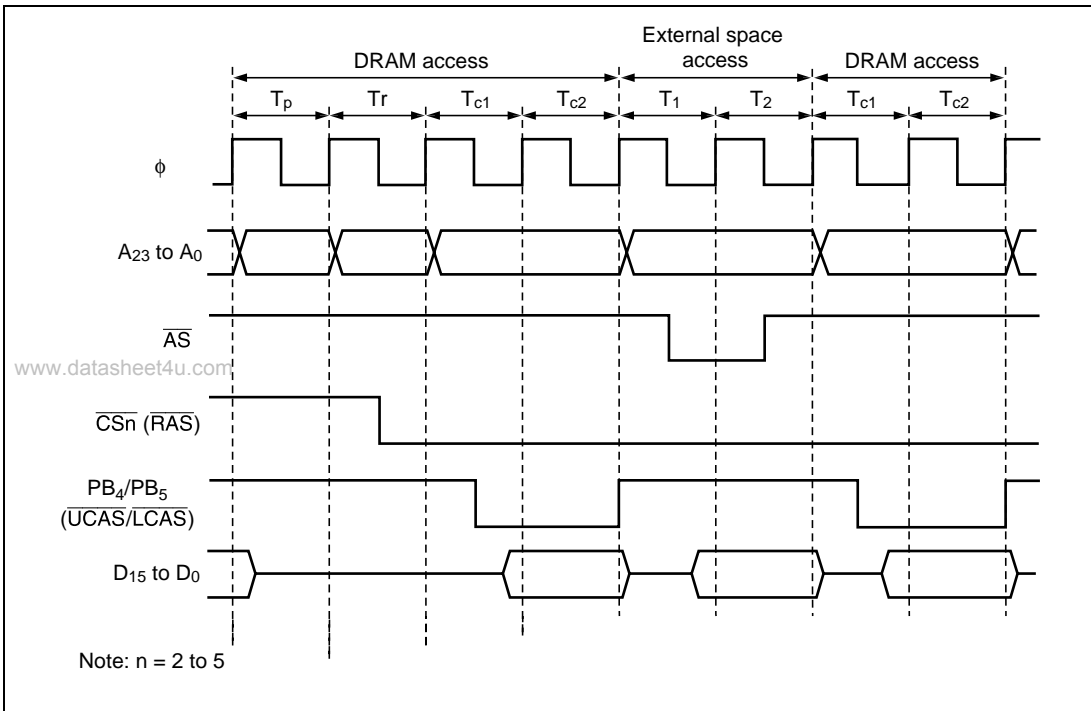 External space
DRAM access access DRAM access
Tp Tr Tc1 Tc2 T1 T2 Tc1 Tc2
φ
A23 to A0
AS
www.datasheet4u.com
CSn (RAS)
PB4/PB5
(UCAS/LCAS)
D15 to D0
Note: n = 2 to 5